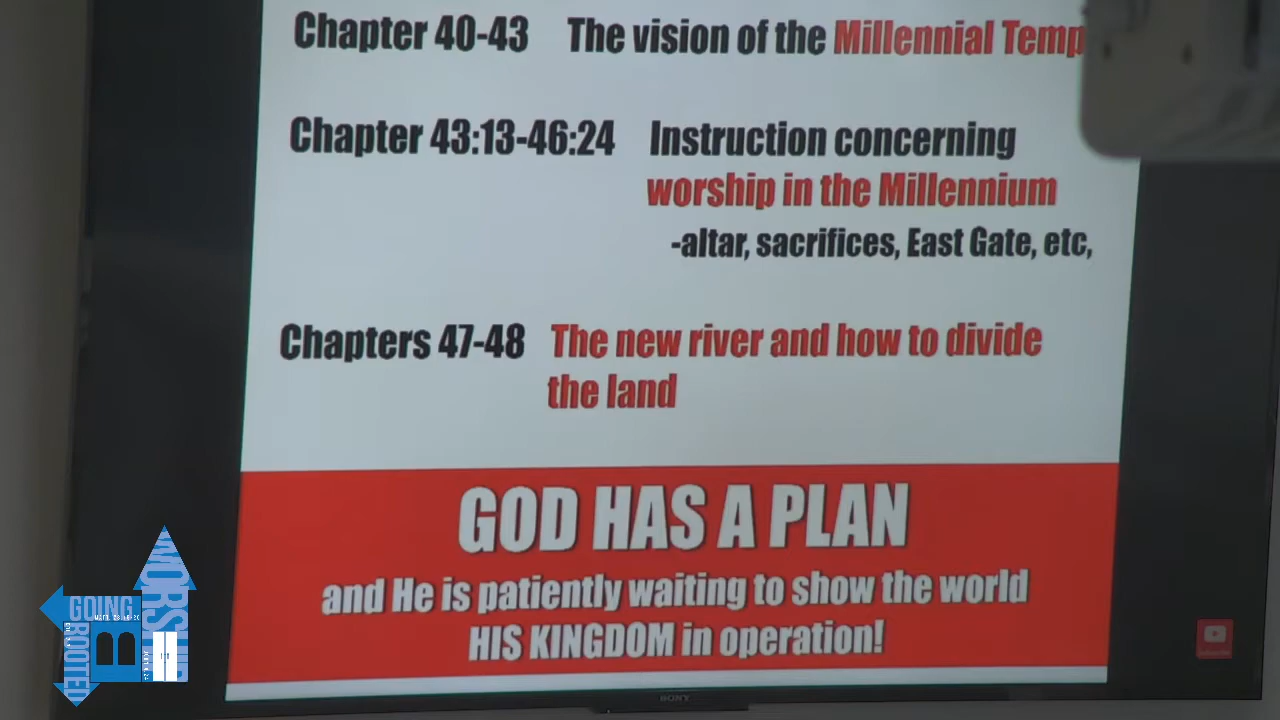 Chapter 40-43 The vision of the Millennial Temp
Chapter 43:13-46:24 Instruction concerning
worship in the Millennium
-altar, sacrifices, East Gate, etc,
Chapters 47-48 The new river and how to divide
the land
GOD HAS A PLAN
and He is patiently waiting to show the world
HIS KINGDOM in operation!
SONY
GOING
ROOTED
WORSHIP